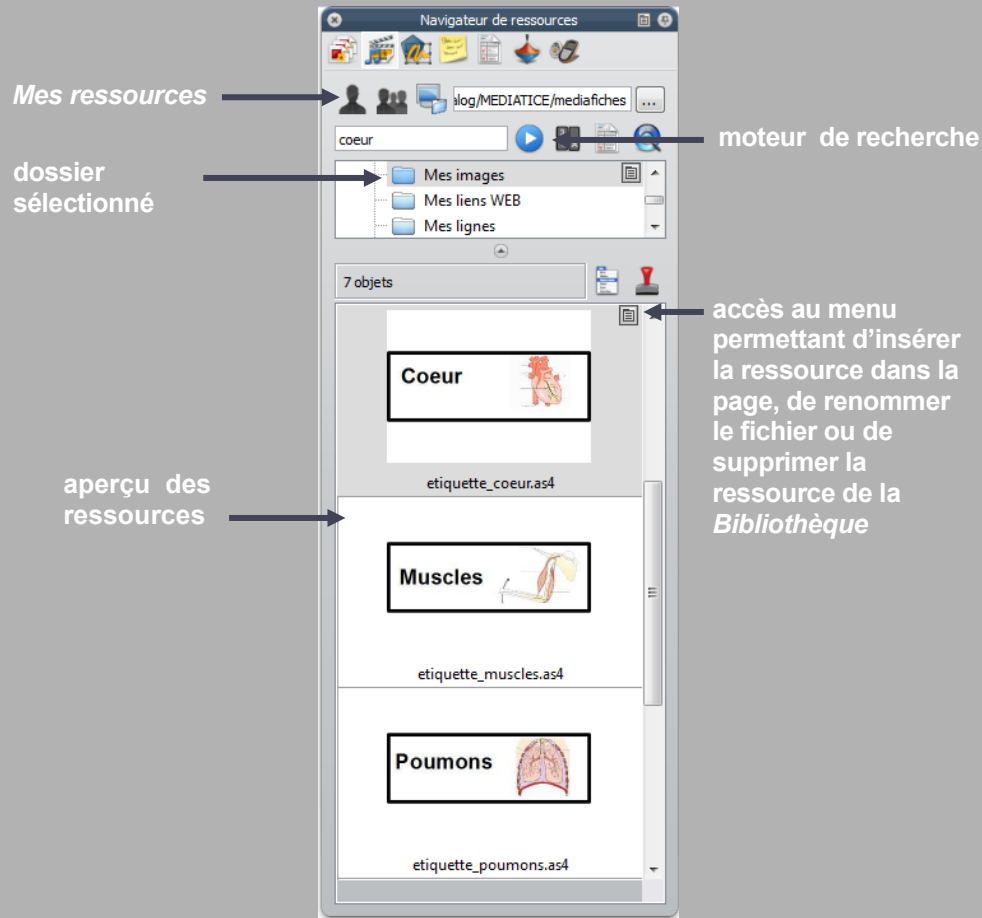 Navigateur de ressources
Mes ressources
alog/MEDIATICE/mediafiches
...
coeur
moteur de recherche
dossier
sélectionné
Mes images
Mes liens WEB
Mes lignes
7 objets
accès au menu
permettant d'insérer
la ressource dans la
page, de renommer
le fichier ou de
supprimer la
ressource de la
Bibliothèque
Coeur
etiquette_coeur.as4
aperçu des
ressources
Muscles
etiquette_muscles.as4
Poumons
etiquette_poumons.as4